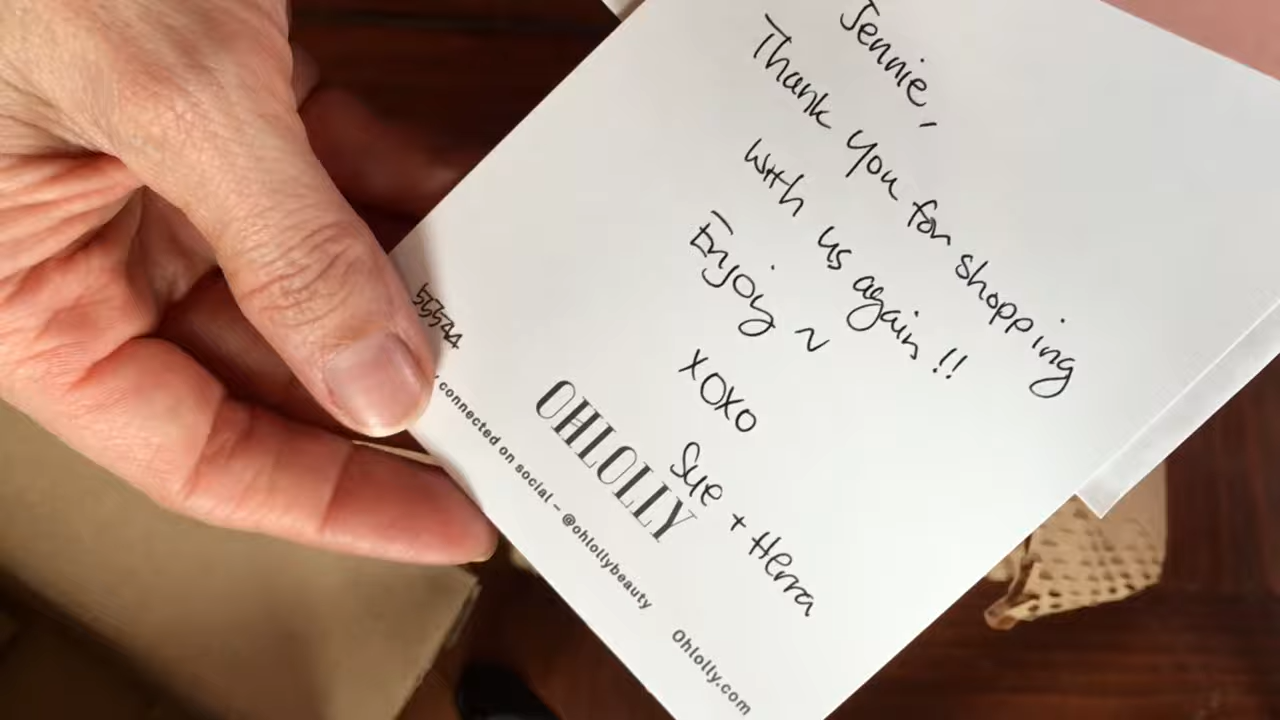 Jennie,
Thank you for shopping
with us again!!
Enjoy ~
XOXO
Sue + Herra
55544
OHLOLLY
connected on social – @ohlollybeauty
Ohlolly.com